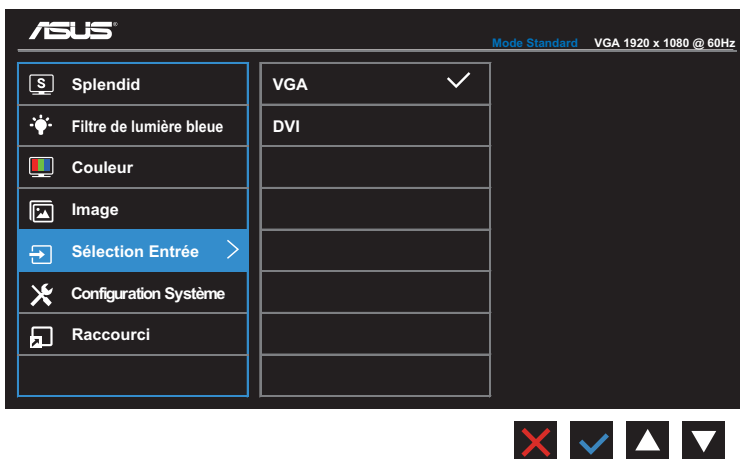 ASUS
Mode Standard VGA 1920 x 1080 @ 60Hz
S Splendid
Filtre de lumière bleue
Couleur
Image
Sélection Entrée
Configuration Système
Raccourci
VGA
DVI